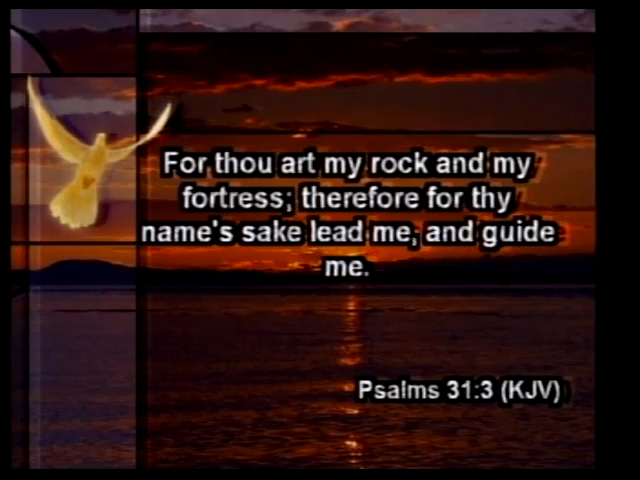 For thou art my rock and my
fortress; therefore for thy
name's sake lead me, and guide
me.
Psalms 31:3 (KJV)